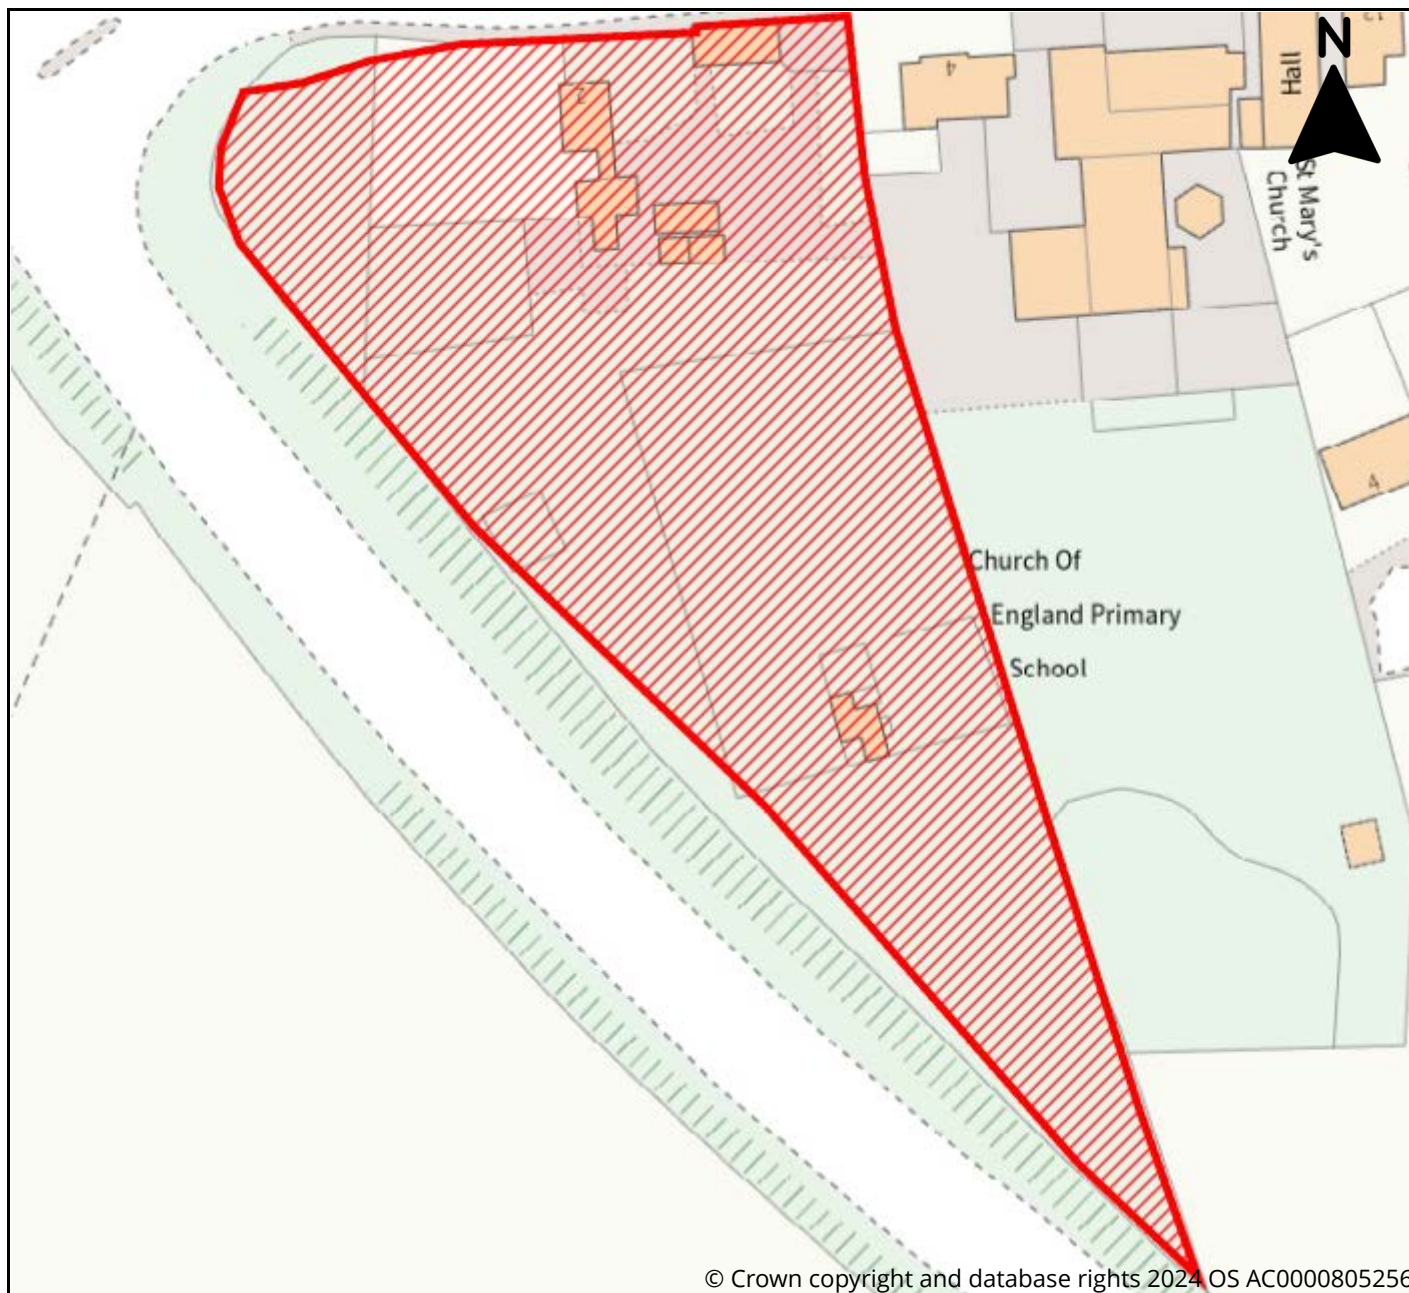 N
4
Hall
2
St Mary's
Church
4
Church Of
England Primary
School
© Crown copyright and database rights 2024 OS AC0000805256